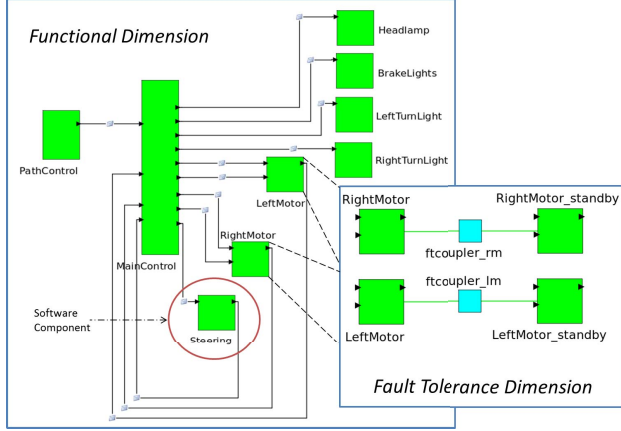 Functional Dimension
Headlamp
BrakeLights
LeftTurnLight
RightTurnLight
PathControl
MainControl
LeftMotor
RightMotor
Software
Component
Steering
RightMotor
RightMotor_standby
ftcoupler_rm
ftcoupler_lm
LeftMotor
LeftMotor_standby
Fault Tolerance Dimension